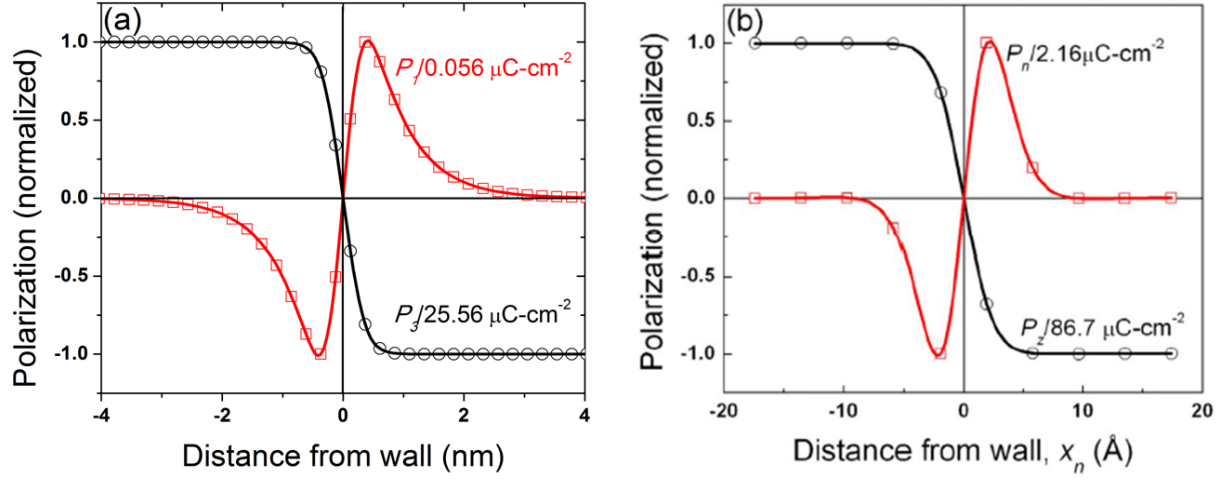 (a)
Polarization (normalized)
1.0
0.5
0.0
-0.5
-1.0
P1/0.056 μC-cm-2
P3/25.56 μC-cm-2
-4
-2
0
2
4
Distance from wall (nm)
(b)
Polarization (normalized)
1.0
0.5
0.0
-0.5
-1.0
Pn/2.16μC-cm-2
Pz/86.7 μC-cm-2
-20
-10
0
10
20
Distance from wall, xn (Å)